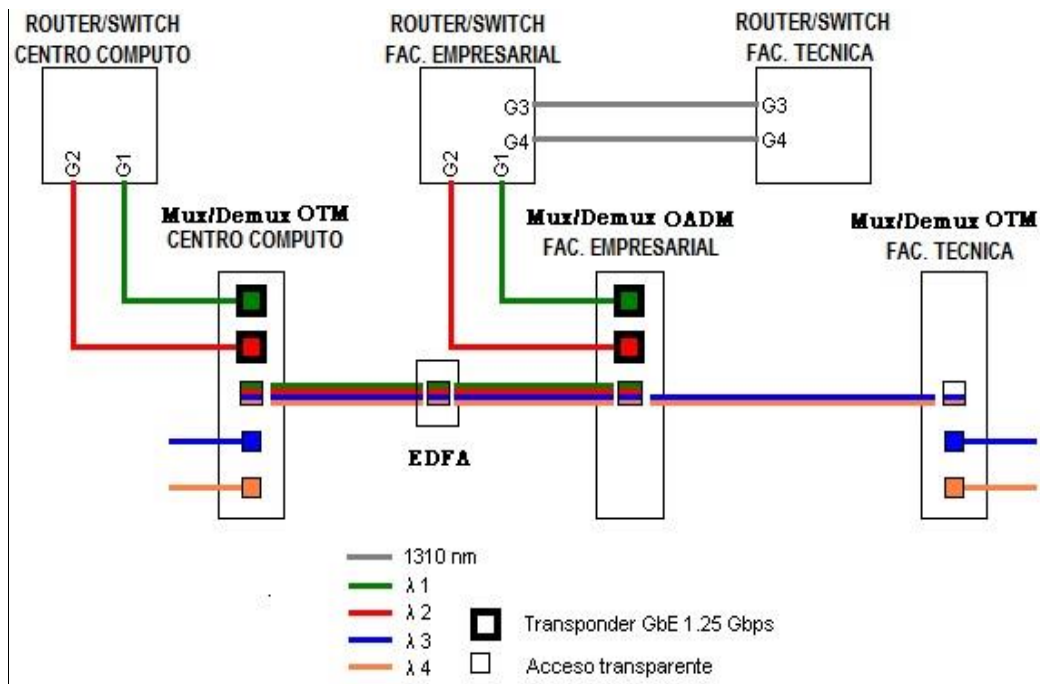 ROUTER/SWITCH
CENTRO COMPUTO
ROUTER/SWITCH
FAC. EMPRESARIAL
ROUTER/SWITCH
FAC. TECNICA
G2
G1
G3
G4
G2
G1
G3
G4
Mux/Demux OTM
CENTRO COMPUTO
Mux/Demux OADM
FAC. EMPRESARIAL
Mux/Demux OTM
FAC. TECNICA
EDFA
1310 nm
λ 1
λ 2
λ 3
λ 4
Transponder GbE 1.25 Gbps
Acceso transparente